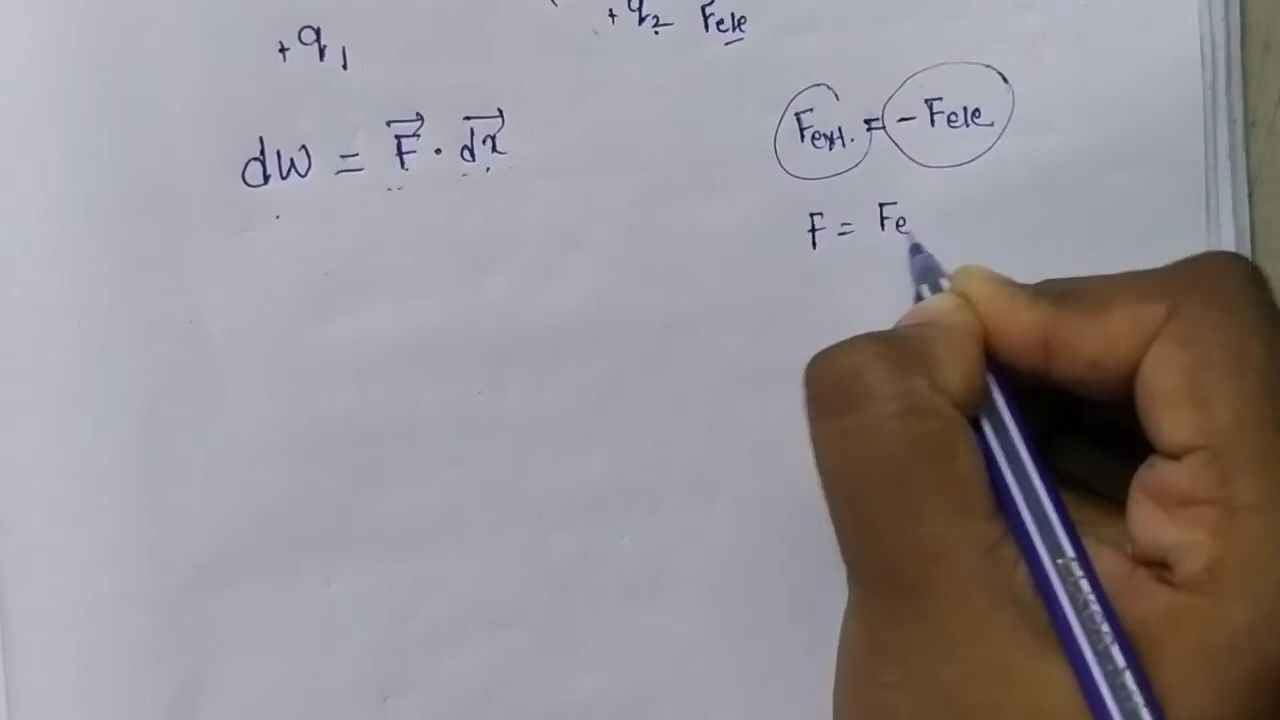 +q₁ +q₂ Fele
dw = F⃗ · dx⃗
Fext. = -Fele
F = Fe